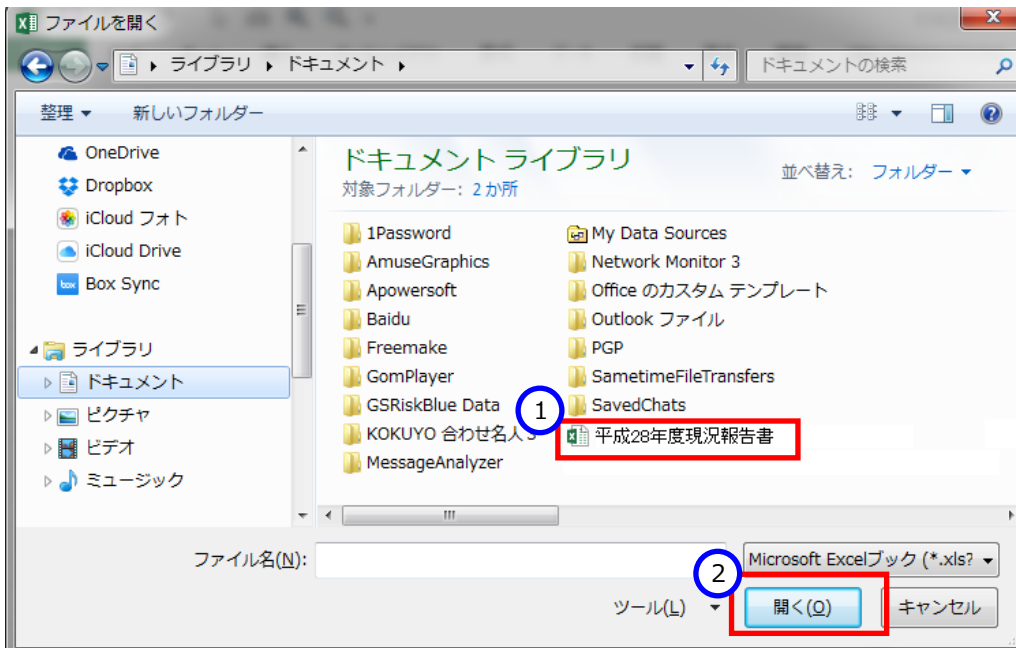 ファイルを開く
ライブラリ ドキュメント
ドキュメントの検索
整理 新しいフォルダー
OneDrive
Dropbox
iCloud フォト
iCloud Drive
box Box Sync
ライブラリ
ドキュメント
ピクチャ
ビデオ
ミュージック
ドキュメント ライブラリ
対象フォルダー: 2 か所
並べ替え: フォルダー
1Password
AmuseGraphics
Apowersoft
Baidu
Freemake
GomPlayer
GSRiskBlue Data
KOKUYO 合わせ名人
MessageAnalyzer
My Data Sources
Network Monitor 3
Office のカスタム テンプレート
Outlook ファイル
PGP
SametimeFileTransfers
SavedChats
1
平成28年度現況報告書
ファイル名(N):
Microsoft Excelブック (*.xls?
2
ツール(L)
開く(O)
キャンセル